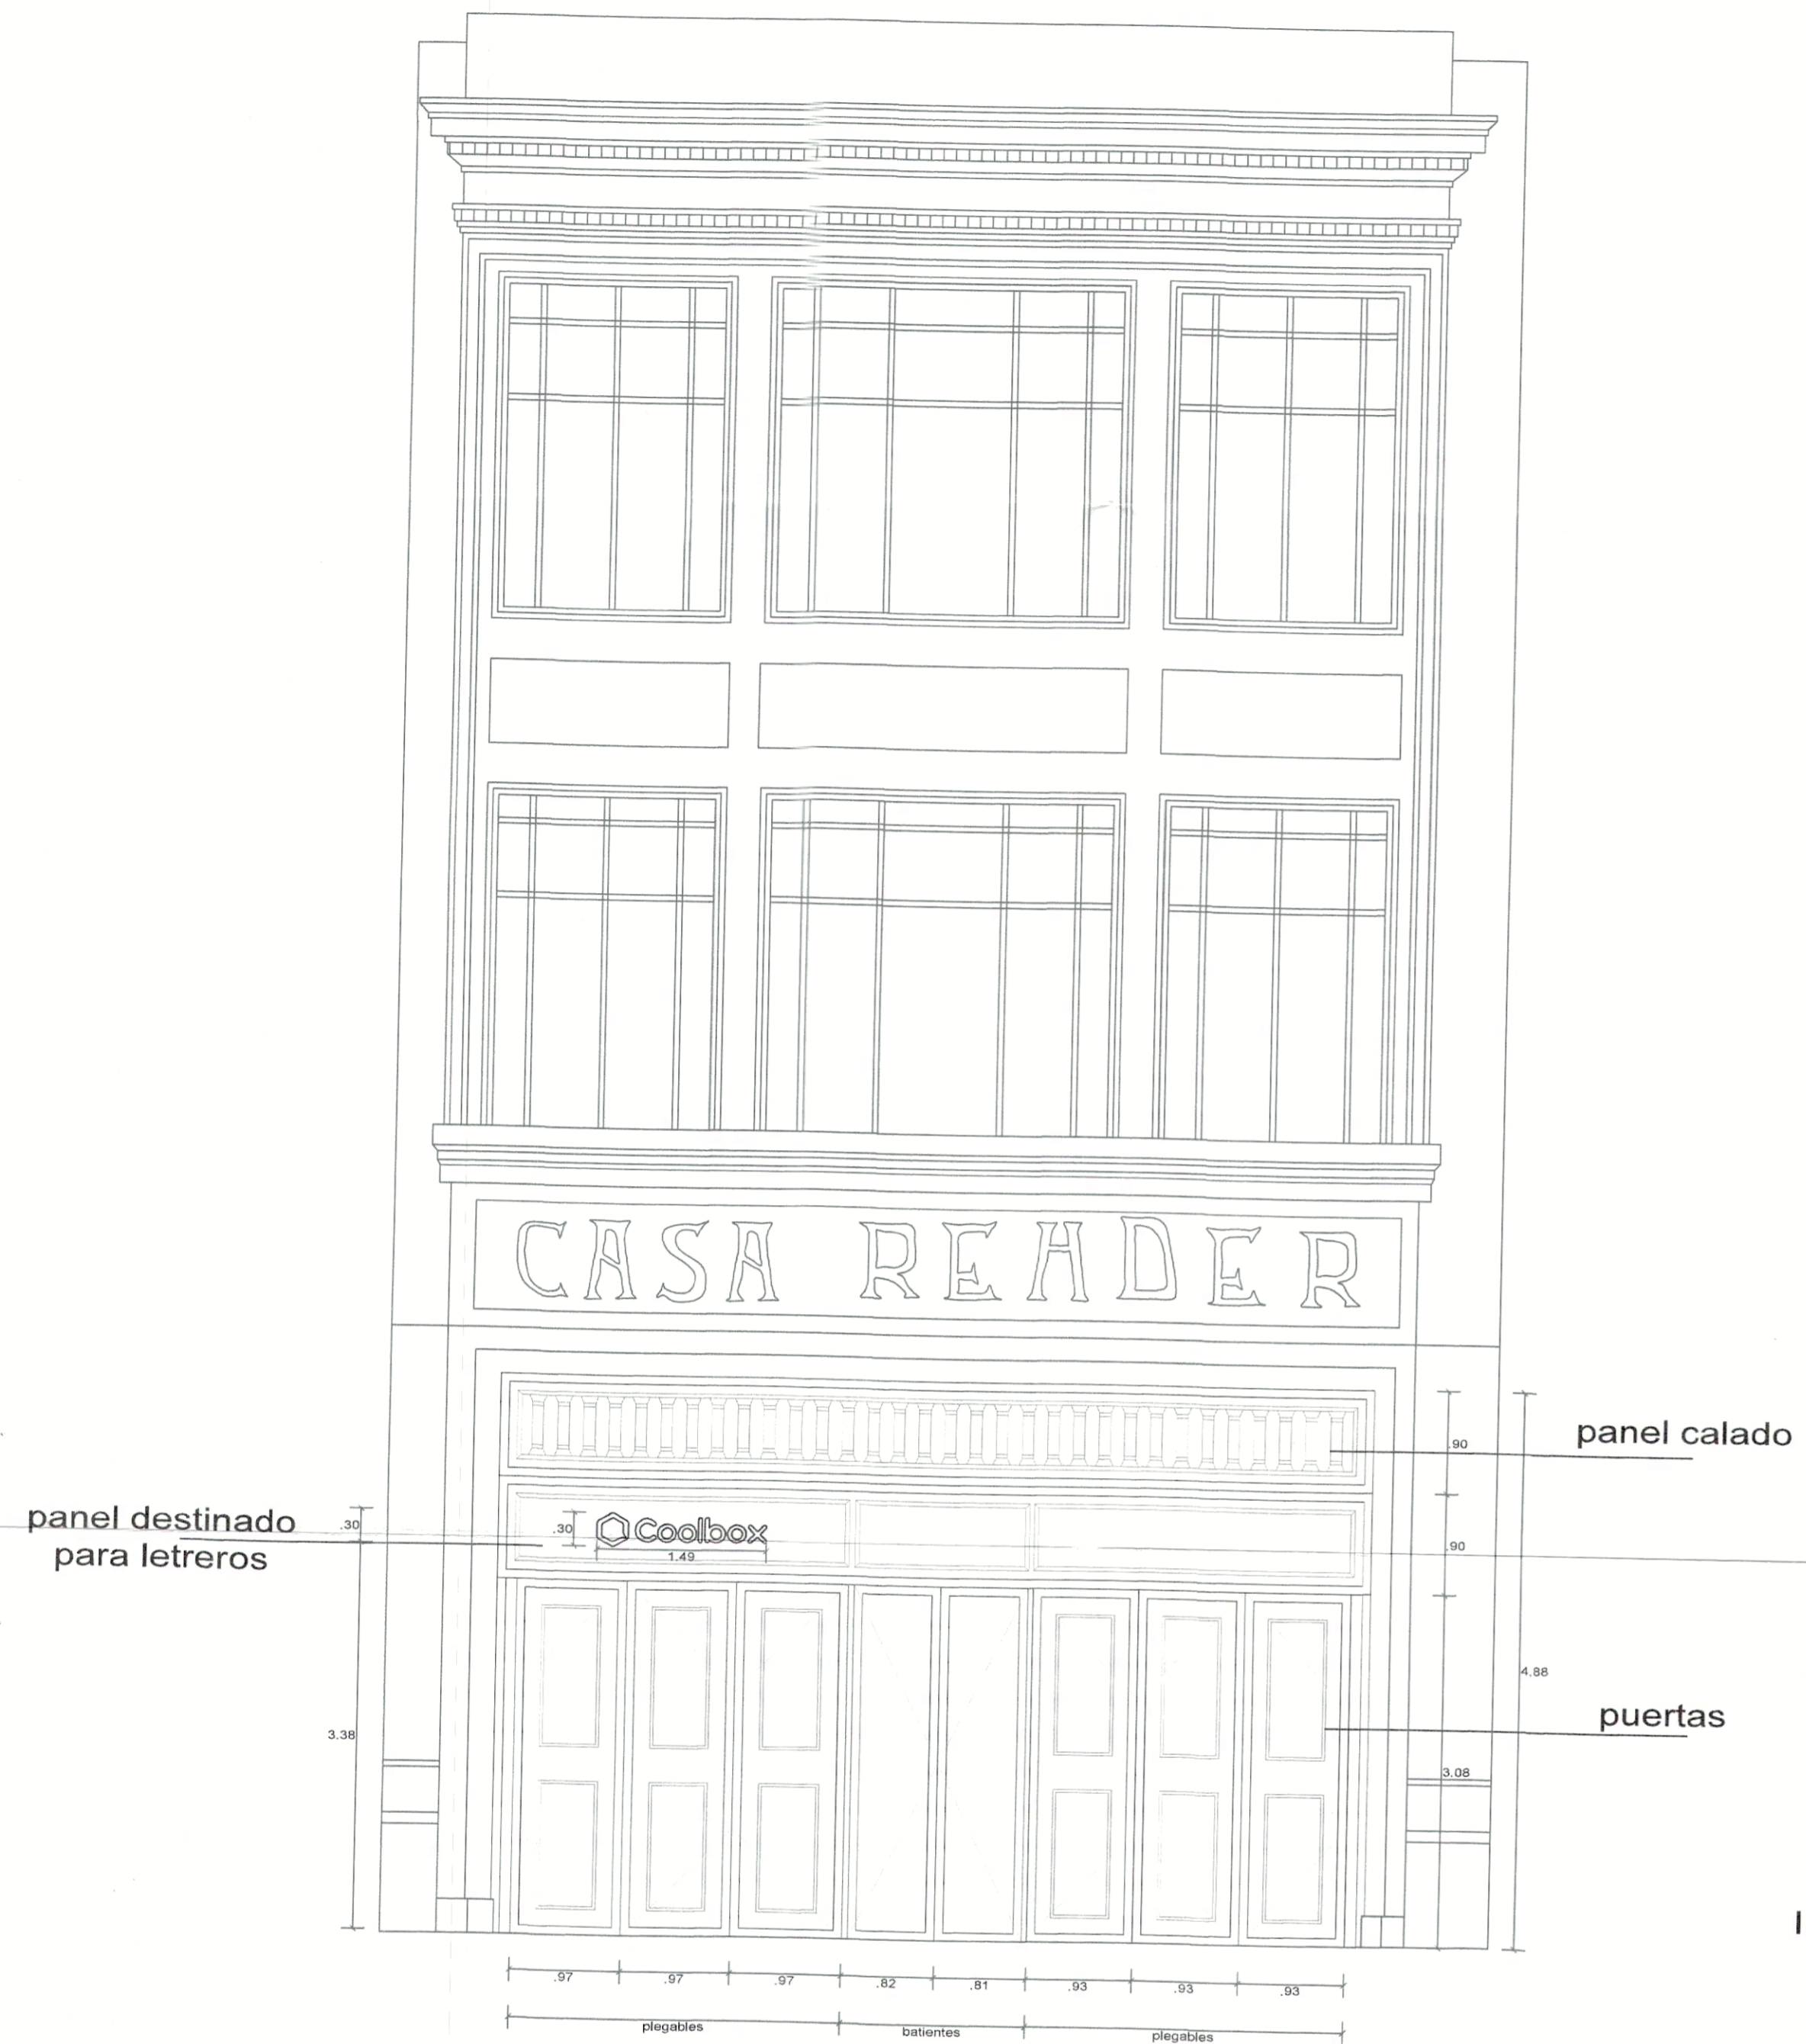 CASA REHDER
panel calado
.90
panel destinado
para letreros
.30
.30
Coolbox
1.49
.90
4.88
puertas
3.38
3.08
.97
.97
.97
.82
.81
.93
.93
.93
plegables
batientes
plegables